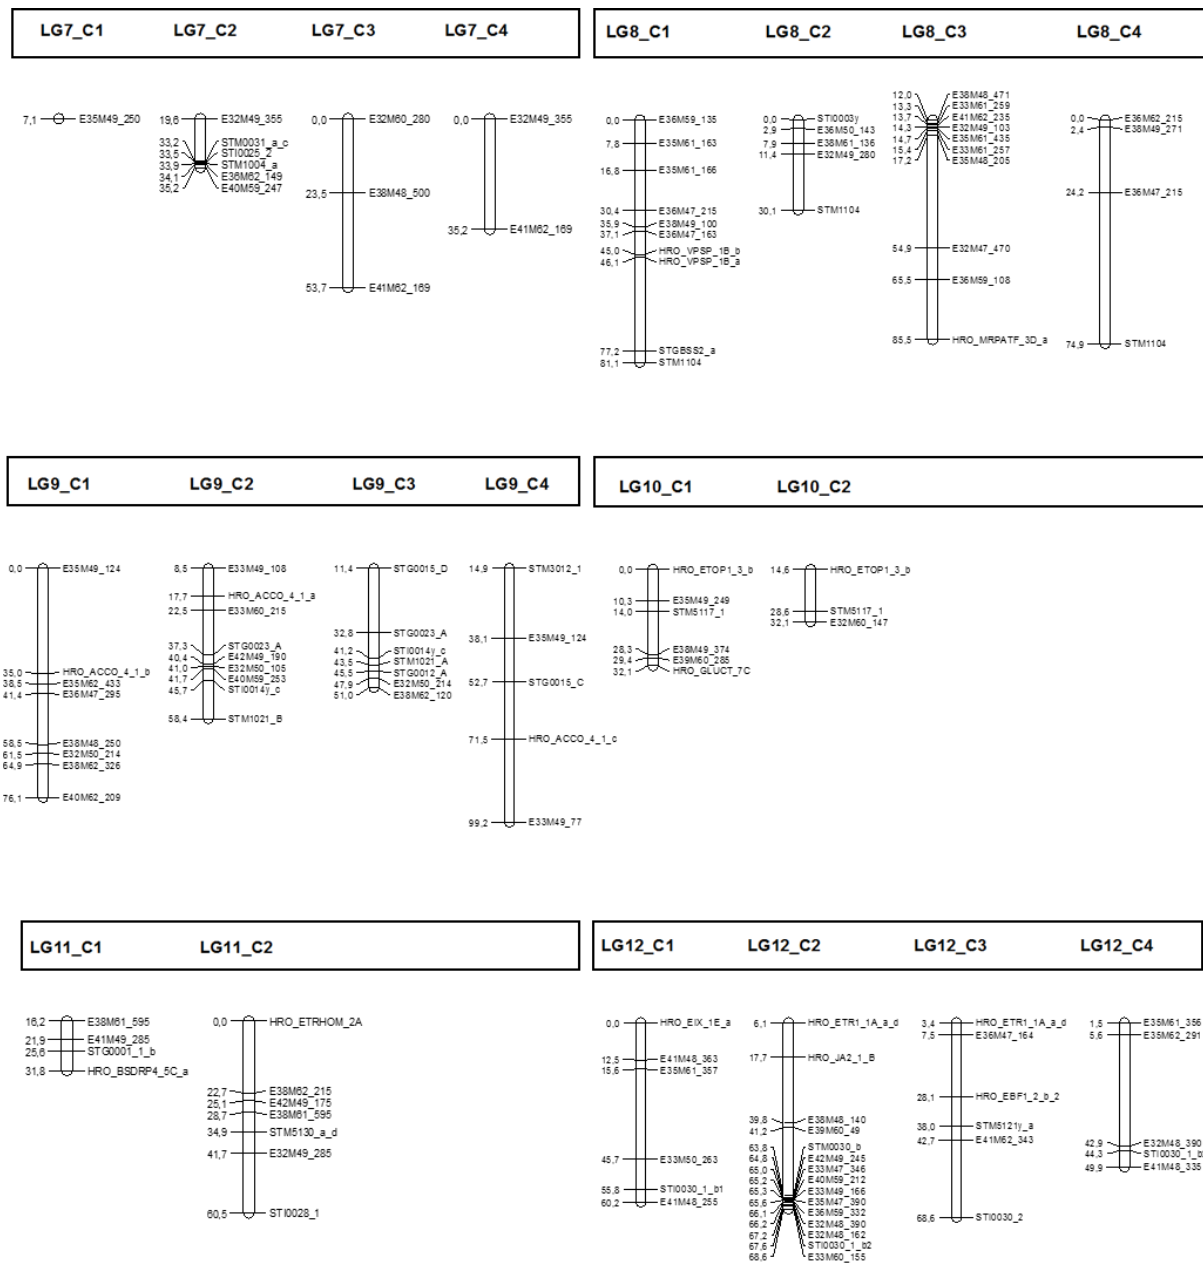 LG7_C1 LG7_C2 LG7_C3 LG7_C4
7,1 E35M49_250
19,6 E32M49_355
33,2 STM0031_a_c
33,5 STI0025_2
33,9 STM1004_a
34,1 E36M62_149
35,2 E40M59_247
0,0 E32M60_280
23,5 E38M48_500
53,7 E41M62_169
0,0 E32M49_355
35,2 E41M62_169
LG8_C1 LG8_C2 LG8_C3 LG8_C4
0,0 E36M59_135
7,8 E35M61_163
16,8 E35M61_166
30,4 E36M47_215
35,9 E38M49_100
37,1 E36M47_163
45,0 HRO_VPSP_1B_b
46,1 HRO_VPSP_1B_a
77,2 STGBSS2_a
81,1 STM1104
0,0 STI0003y
2,9 E36M50_143
7,9 E38M61_136
11,4 E32M49_280
30,1 STM1104
12,0 E38M48_471
13,3 E33M61_259
13,7 E41M62_235
14,3 E32M49_103
14,7 E35M61_435
15,4 E33M61_257
17,2 E35M48_205
54,9 E32M47_470
65,5 E36M59_108
85,5 HRO_MRPATF_3D_a
0,0 E36M62_215
2,4 E38M49_271
24,2 E36M47_215
74,9 STM1104
LG9_C1 LG9_C2 LG9_C3 LG9_C4
0,0 E35M49_124
35,0 HRO_ACCO_4_1_b
38,5 E35M62_433
41,4 E36M47_295
58,5 E38M48_250
61,5 E32M50_214
64,9 E38M62_326
76,1 E40M62_209
8,5 E33M49_108
17,7 HRO_ACCO_4_1_a
22,5 E33M60_215
37,3 STG0023_A
40,4 E42M49_190
41,0 E32M50_105
41,7 E40M59_253
45,7 STI0014y_c
58,4 STM1021_B
11,4 STG0015_D
32,8 STG0023_A
41,2 STI0014y_c
43,5 STM1021_A
45,5 STG0012_A
47,9 E32M50_214
51,0 E38M62_120
14,9 STM3012_1
38,1 E35M49_124
52,7 STG0015_C
71,5 HRO_ACCO_4_1_c
99,2 E33M49_77
LG10_C1 LG10_C2
0,0 HRO_ETOP1_3_b
10,3 E35M49_249
14,0 STM5117_1
28,3 E38M49_374
29,4 E39M60_285
32,1 HRO_GLUCT_7C
14,6 HRO_ETOP1_3_b
28,6 STM5117_1
32,1 E32M60_147
LG11_C1 LG11_C2
16,2 E38M61_595
21,9 E41M49_285
25,6 STG0001_1_b
31,8 HRO_BSDRP4_5C_a
0,0 HRO_ETRHOM_2A
22,7 E38M62_215
25,1 E42M49_175
28,7 E38M61_595
34,9 STM5130_a_d
41,7 E32M49_285
60,5 STI0028_1
LG12_C1 LG12_C2 LG12_C3 LG12_C4
0,0 HRO_EIX_1E_a
12,5 E41M48_363
15,6 E35M61_357
45,7 E33M50_263
55,8 STI0030_1_b1
60,2 E41M48_255
6,1 HRO_ETR1_1A_a_d
17,7 HRO_JA2_1_B
39,8 E38M48_140
41,2 E39M60_49
63,8 STM0030_b
64,8 E42M49_245
65,0 E33M47_346
65,2 E40M59_212
65,3 E33M49_166
65,6 E35M47_390
66,1 E36M59_332
66,2 E32M48_390
67,2 E32M48_162
67,6 STI0030_1_b2
68,6 E33M60_155
3,4 HRO_ETR1_1A_a_d
7,5 E36M47_164
28,1 HRO_EBF1_2_b_2
38,0 STM5121y_a
42,7 E41M62_343
68,6 STI0030_2
1,5 E35M61_356
5,6 E35M62_291
42,9 E32M48_390
44,3 STI0030_1_b
49,9 E41M48_335